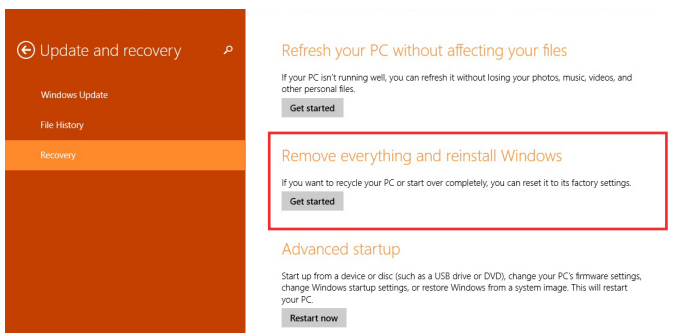 Update and recovery
Windows Update
File History
Recovery
Refresh your PC without affecting your files
If your PC isn't running well, you can refresh it without losing your photos, music, videos, and
other personal files.
Get started
Remove everything and reinstall Windows
If you want to recycle your PC or start over completely, you can reset it to its factory settings.
Get started
Advanced startup
Start up from a device or disc (such as a USB drive or DVD), change your PC's firmware settings,
change Windows startup settings, or restore Windows from a system image. This will restart
your PC.
Restart now